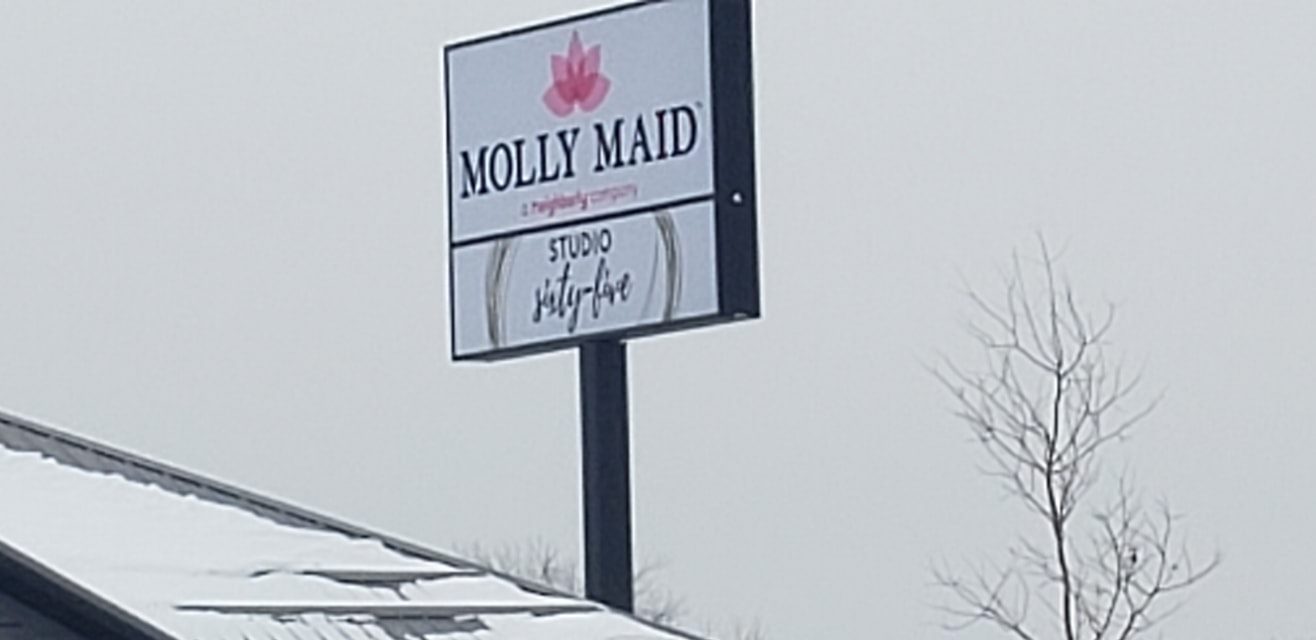 MOLLY MAID
a neighborly company
STUDIO
sixty-five